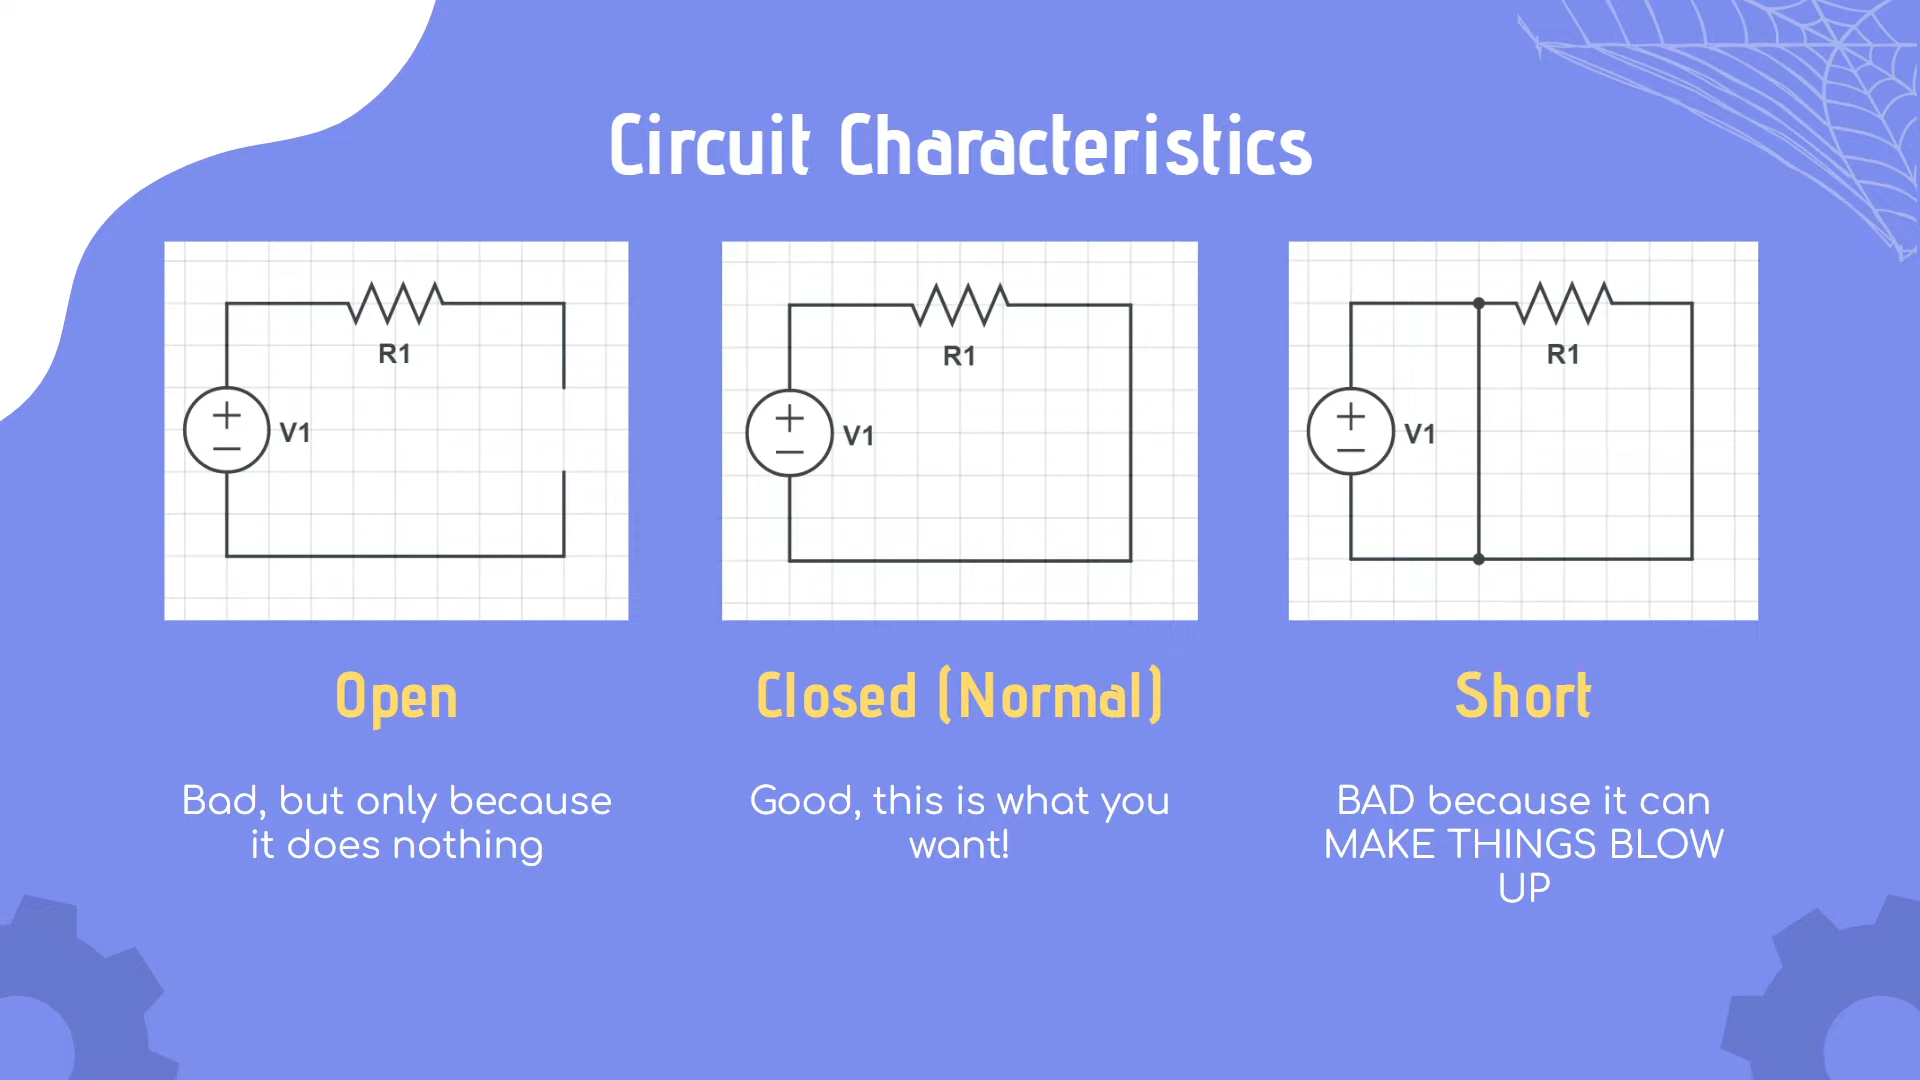 Circuit Characteristics
R1
+
−
V1
R1
+
−
V1
R1
+
−
V1
Open
Bad, but only because
it does nothing
Closed (Normal)
Good, this is what you
want!
Short
BAD because it can
MAKE THINGS BLOW
UP